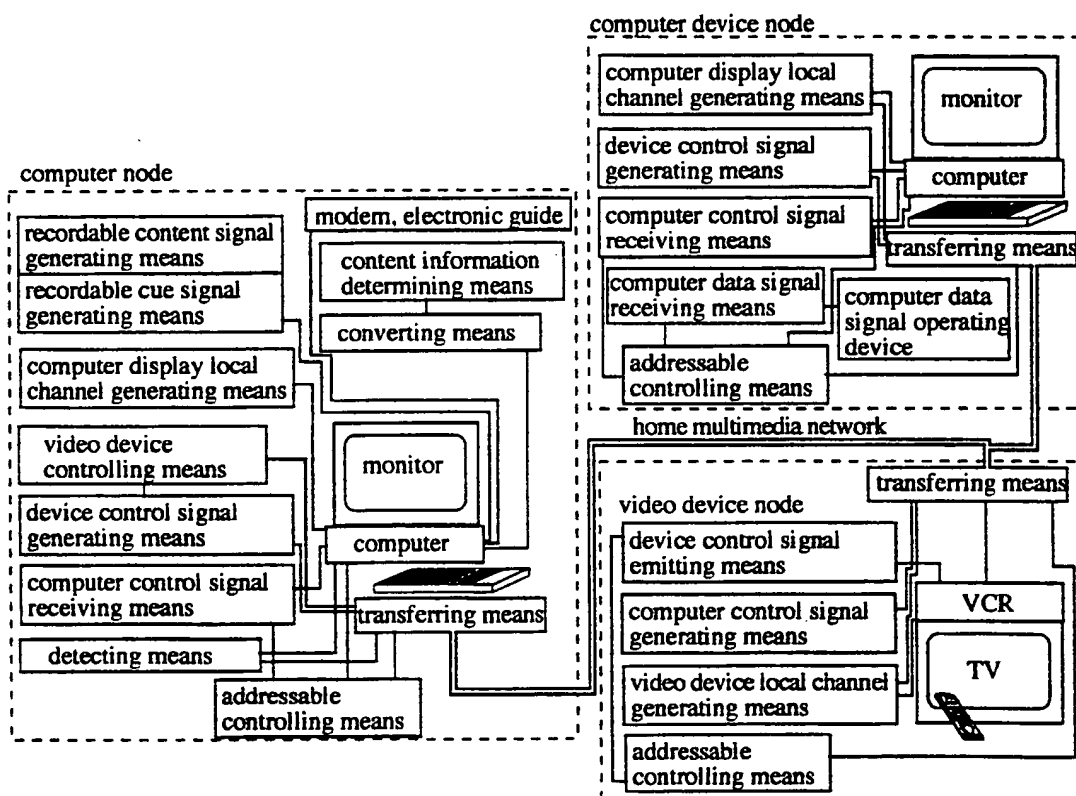 computer device node
computer display local
channel generating means
monitor
device control signal
generating means
computer
computer control signal
receiving means
transferring means
computer data signal
receiving means
computer data
signal operating
device
addressable
controlling means
computer node
recordable content signal
generating means
recordable cue signal
generating means
modem, electronic guide
content information
determining means
converting means
computer display local
channel generating means
video device
controlling means
monitor
device control signal
generating means
computer
computer control signal
receiving means
transferring means
detecting means
addressable
controlling means
home multimedia network
transferring means
video device node
device control signal
emitting means
VCR
computer control signal
generating means
TV
video device local channel
generating means
addressable
controlling means